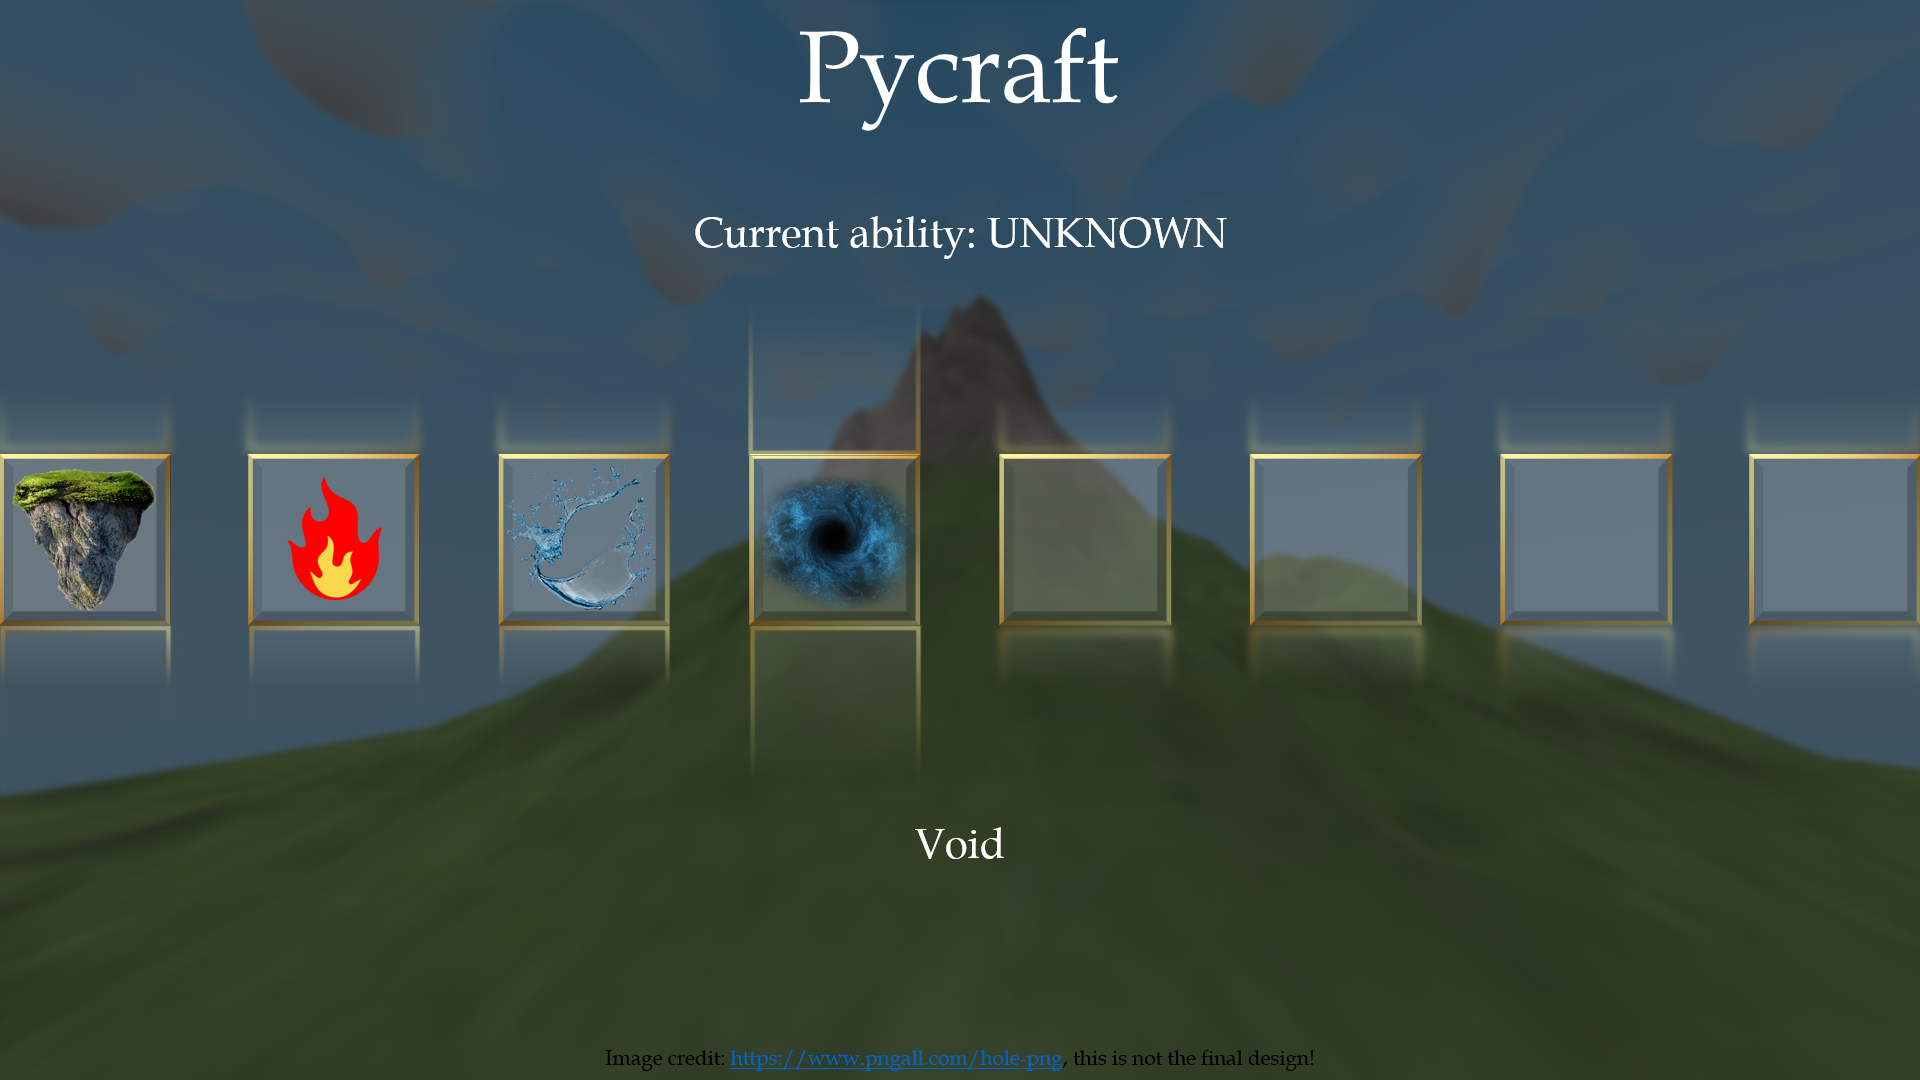 Pycraft
Current ability: UNKNOWN
Void
Image credit: https://www.pngall.com/hole-png, this is not the final design!